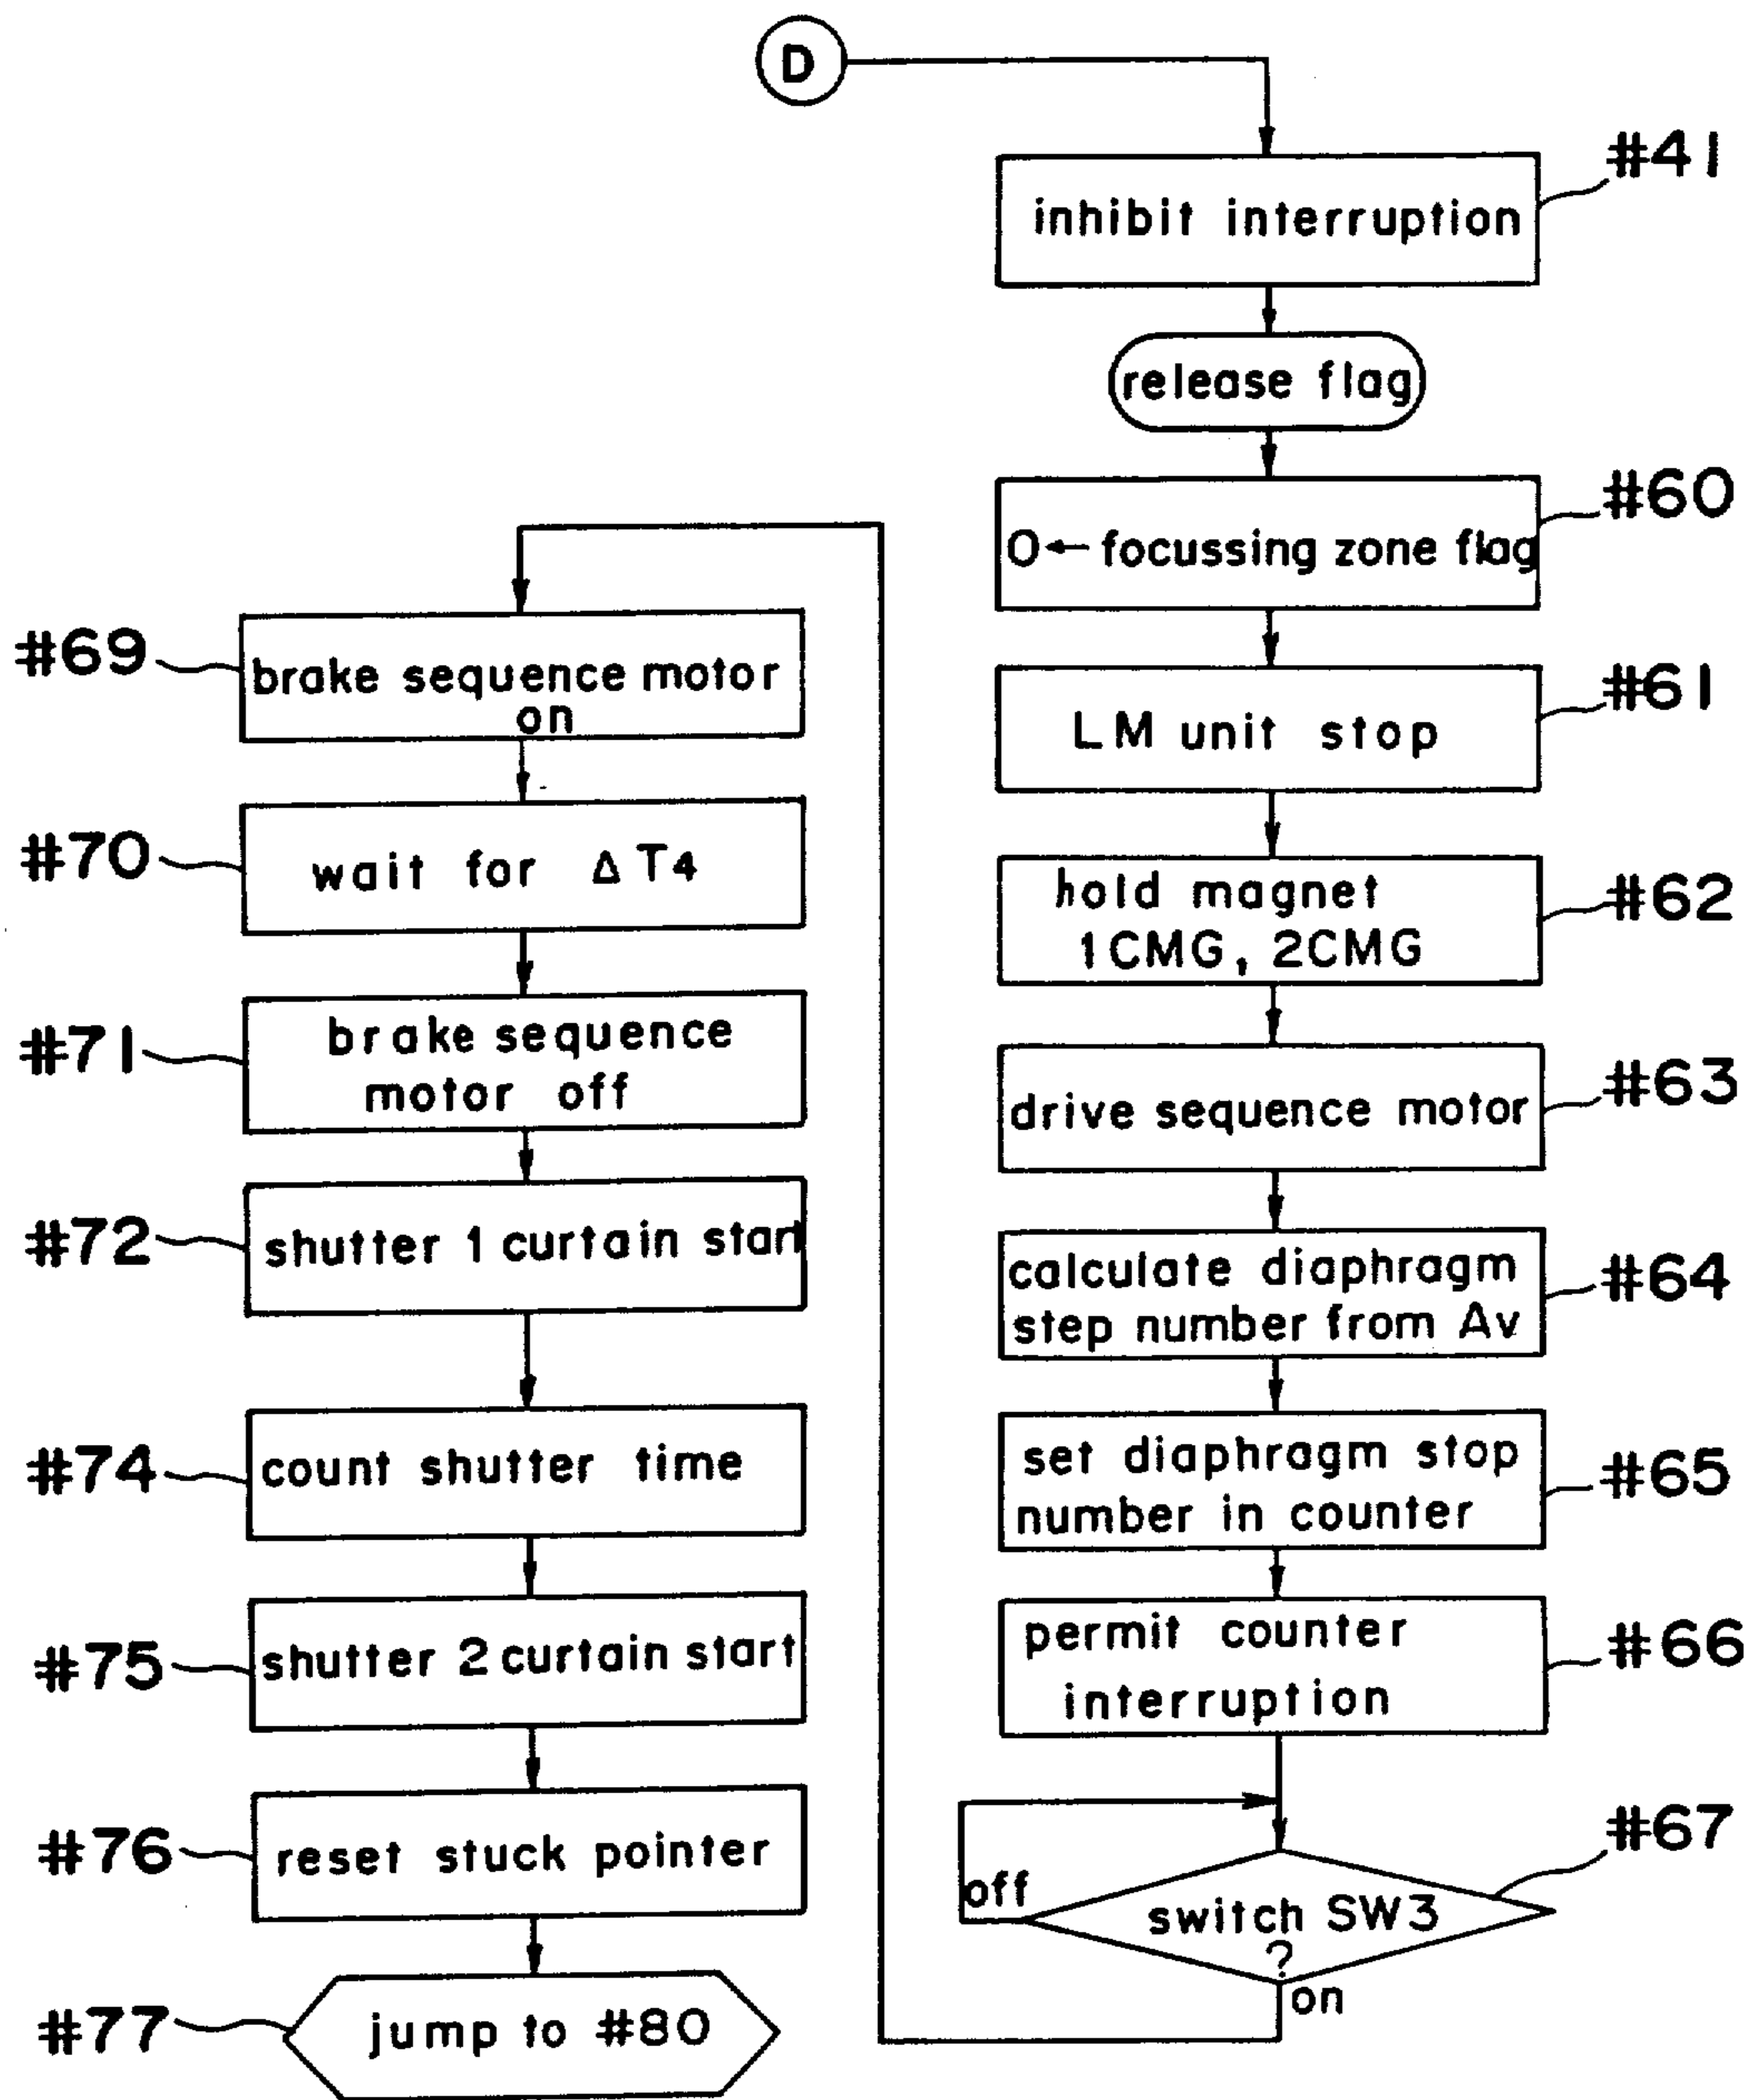 D
#41
inhibit interruption
release flag
#60
0←focussing zone flag
#61
LM unit stop
#62
hold magnet
1CMG, 2CMG
#63
drive sequence motor
#64
calculate diaphragm
step number from Av
#65
set diaphragm stop
number in counter
#66
permit counter
interruption
#67
off
switch SW3
?
on
#69
brake sequence motor
on
#70
wait for ΔT4
#71
brake sequence
motor off
#72
shutter 1 curtain start
#74
count shutter time
#75
shutter 2 curtain start
#76
reset stuck pointer
#77
jump to #80